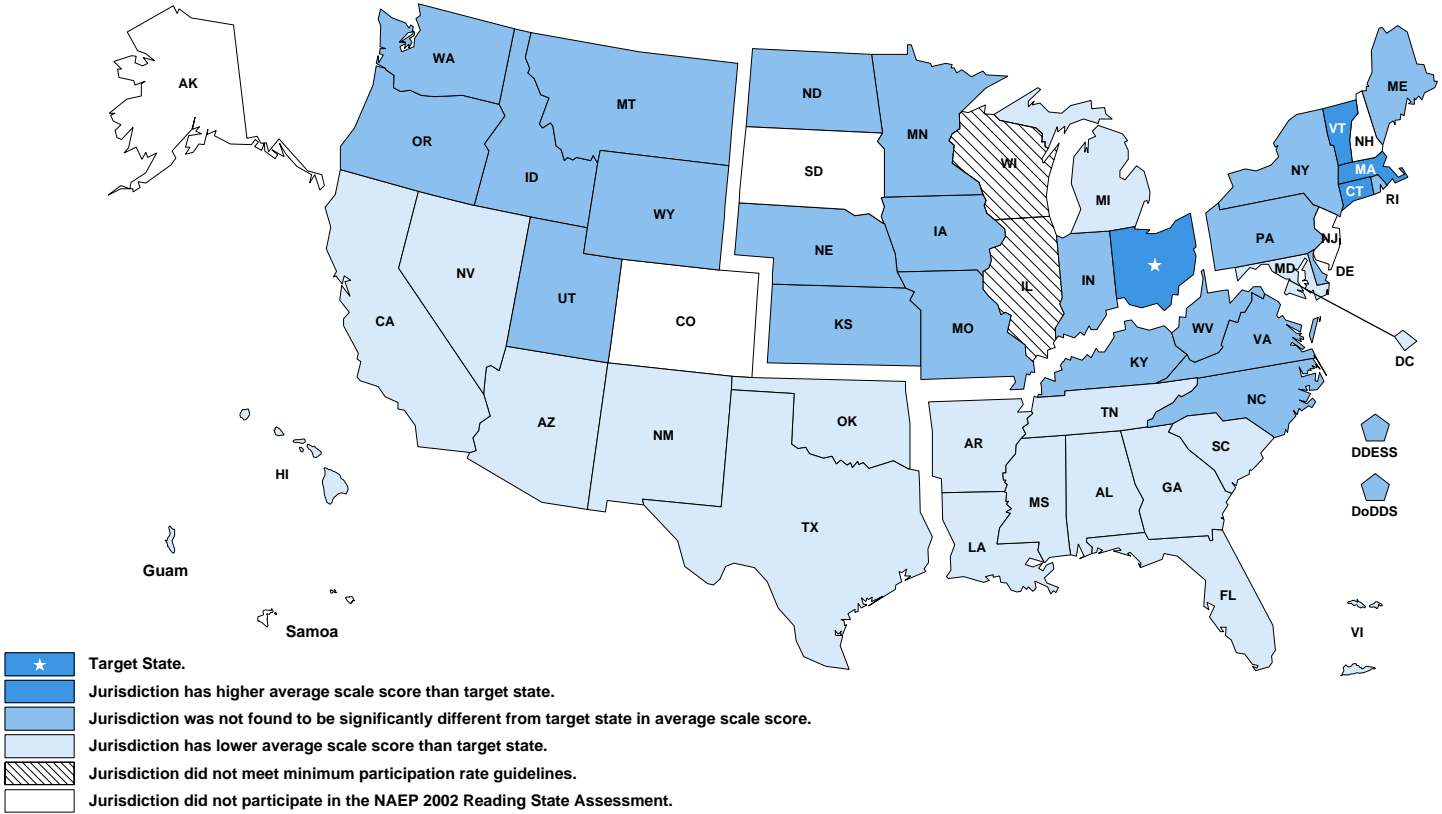 AK
WA
MT
ND
MN
ME
VT
NH
OR
ID
WY
SD
WI
MI
NY
MA
CT
RI
NV
UT
NE
IA
PA
NJ
CA
CO
KS
MO
IL
IN
MD
DE
WV
VA
KY
DC
AZ
NM
OK
AR
TN
NC
SC
DDESS
HI
TX
LA
MS
AL
GA
DoDDS
Guam
FL
Samoa
VI
Target State.
Jurisdiction has higher average scale score than target state.
Jurisdiction was not found to be significantly different from target state in average scale score.
Jurisdiction has lower average scale score than target state.
Jurisdiction did not meet minimum participation rate guidelines.
Jurisdiction did not participate in the NAEP 2002 Reading State Assessment.